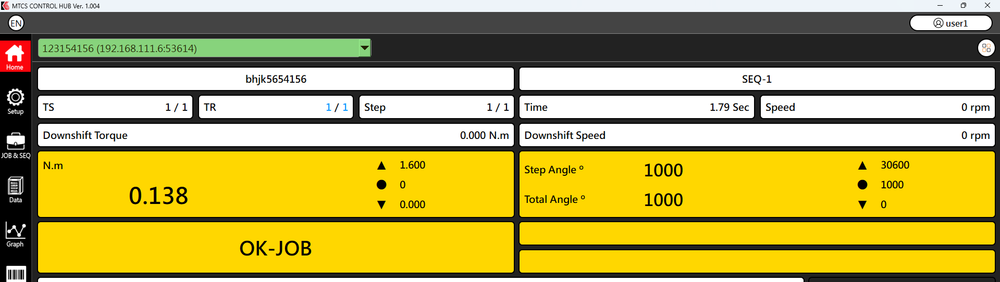 MTCS CONTROL HUB Ver. 1.004
EN
user1
123154156 (192.168.111.6:53614)
Home
Setup
JOB & SEQ
Data
Graph
bhjk5654156
SEQ-1
TS 1 / 1
TR 1 / 1
Step 1 / 1
Time 1.79 Sec
Speed 0 rpm
Downshift Torque 0.000 N.m
Downshift Speed 0 rpm
N.m
0.138
▲ 1.600
● 0
▼ 0.000
Step Angle º 1000
Total Angle º 1000
▲ 30600
● 1000
▼ 0
OK-JOB